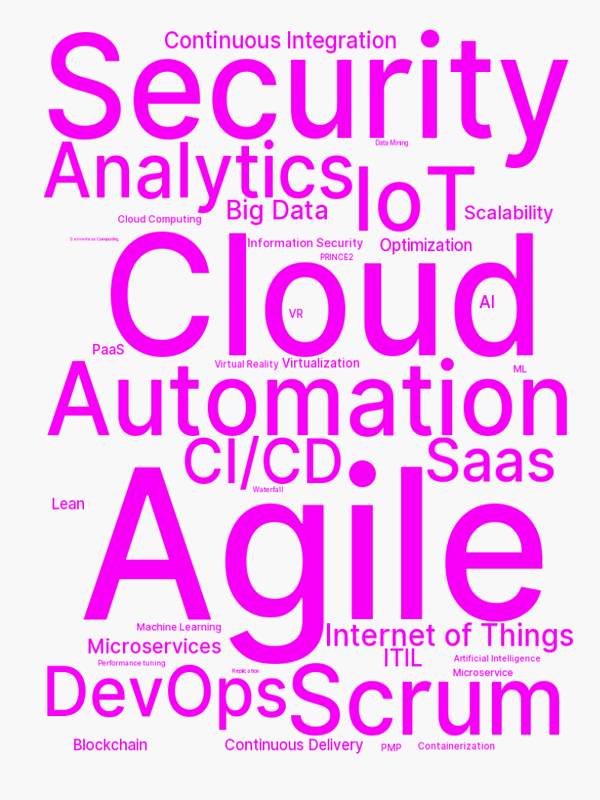 Continuous Integration
Security
Data Mining
Analytics
IoT
Big Data
Scalability
Cloud Computing
Serverless Computing
Information Security
Optimization
PRINCE2
Cloud
AI
VR
PaaS
Virtual Reality
Virtualization
ML
Automation
CI/CD
Saas
Waterfall
Lean
Agile
Machine Learning
Internet of Things
Microservices
ITIL
Artificial Intelligence
Performance tuning
Replication
Microservice
DevOps
Scrum
Blockchain
Continuous Delivery
PMP
Containerization